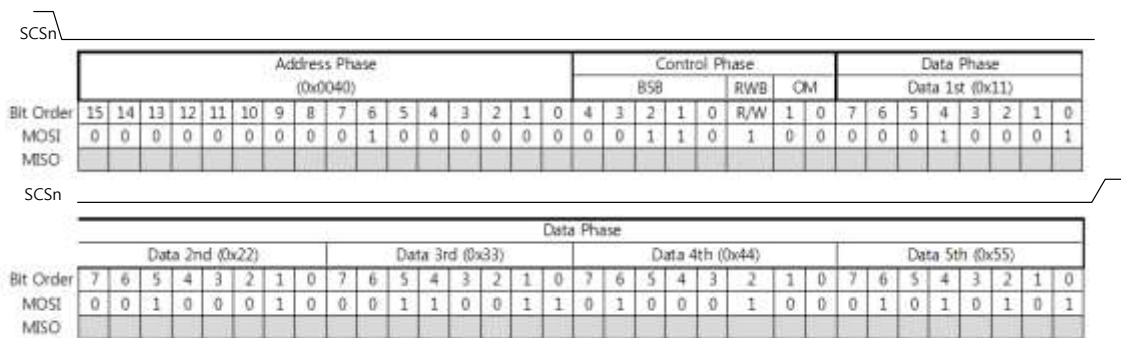 SCSn
Address Phase Control Phase Data Phase
(0x0040) BSB RWB OM Data 1st (0x11)
Bit Order 15 14 13 12 11 10 9 8 7 6 5 4 3 2 1 0 4 3 2 1 0 R/W 1 0 7 6 5 4 3 2 1 0
MOSI 0 0 0 0 0 0 0 0 0 1 0 0 0 0 0 0 0 0 1 1 0 1 0 0 0 0 0 1 0 0 0 1
MISO
SCSn
Data Phase
Data 2nd (0x22) Data 3rd (0x33) Data 4th (0x44) Data 5th (0x55)
Bit Order 7 6 5 4 3 2 1 0 7 6 5 4 3 2 1 0 7 6 5 4 3 2 1 0 7 6 5 4 3 2 1 0
MOSI 0 0 1 0 0 0 1 0 0 0 1 1 0 0 1 1 0 1 0 0 0 1 0 0 0 1 0 1 0 1 0 1
MISO